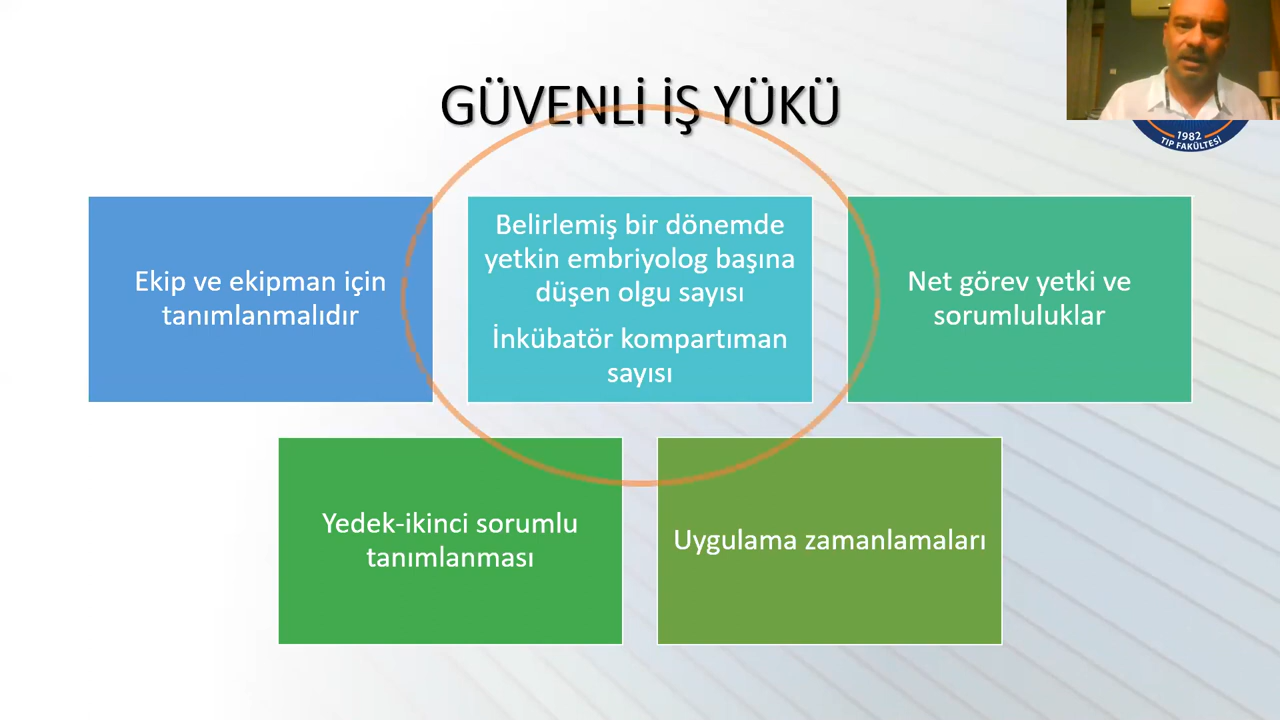 GÜVENLİ İŞ YÜKÜ
1982
TIP FAKÜLTESİ
Ekip ve ekipman için
tanımlanmalıdır
Belirlemiş bir dönemde
yetkin embriyolog başına
düşen olgu sayısı
İnkübatör kompartıman
sayısı
Net görev yetki ve
sorumluluklar
Yedek-ikinci sorumlu
tanımlanması
Uygulama zamanlamaları